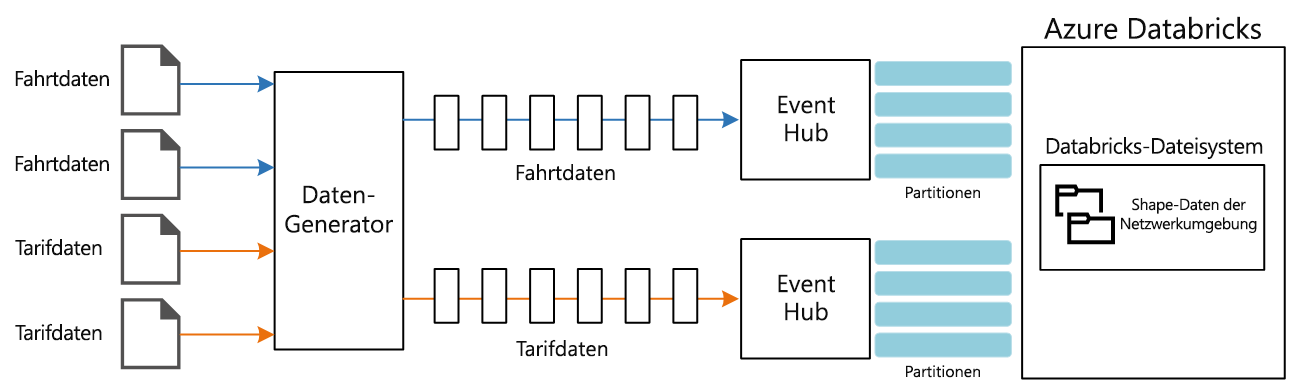 Azure Databricks
Fahrtdaten
Fahrtdaten
Tarifdaten
Tarifdaten
Daten-
Generator
Fahrtdaten
Tarifdaten
Event
Hub
Partitionen
Event
Hub
Partitionen
Databricks-Dateisystem
Shape-Daten der
Netzwerkumgebung